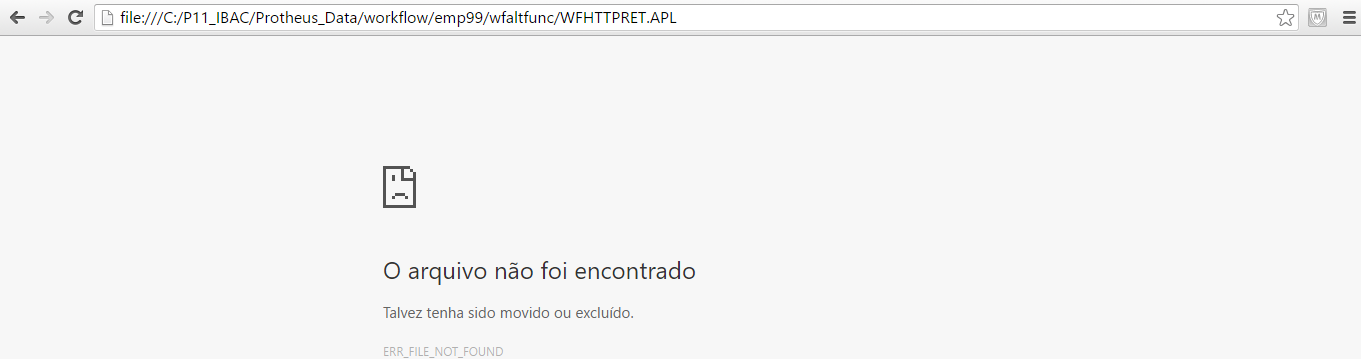 file:///C:/P11_IBAC/Protheus_Data/workflow/emp99/wfaltfunc/WFHTTPRET.APL
O arquivo não foi encontrado
Talvez tenha sido movido ou excluído.
ERR_FILE_NOT_FOUND